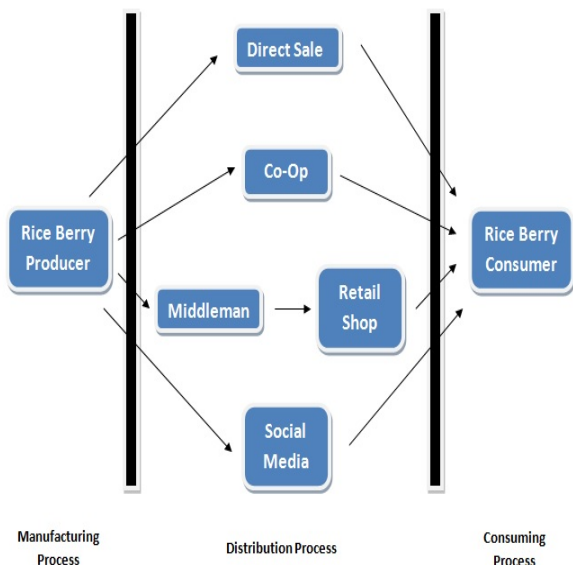 Direct Sale
Co-Op
Rice Berry
Producer
Rice Berry
Consumer
Middleman
Retail
Shop
Social
Media
Manufacturing
Process
Distribution Process
Consuming
Process